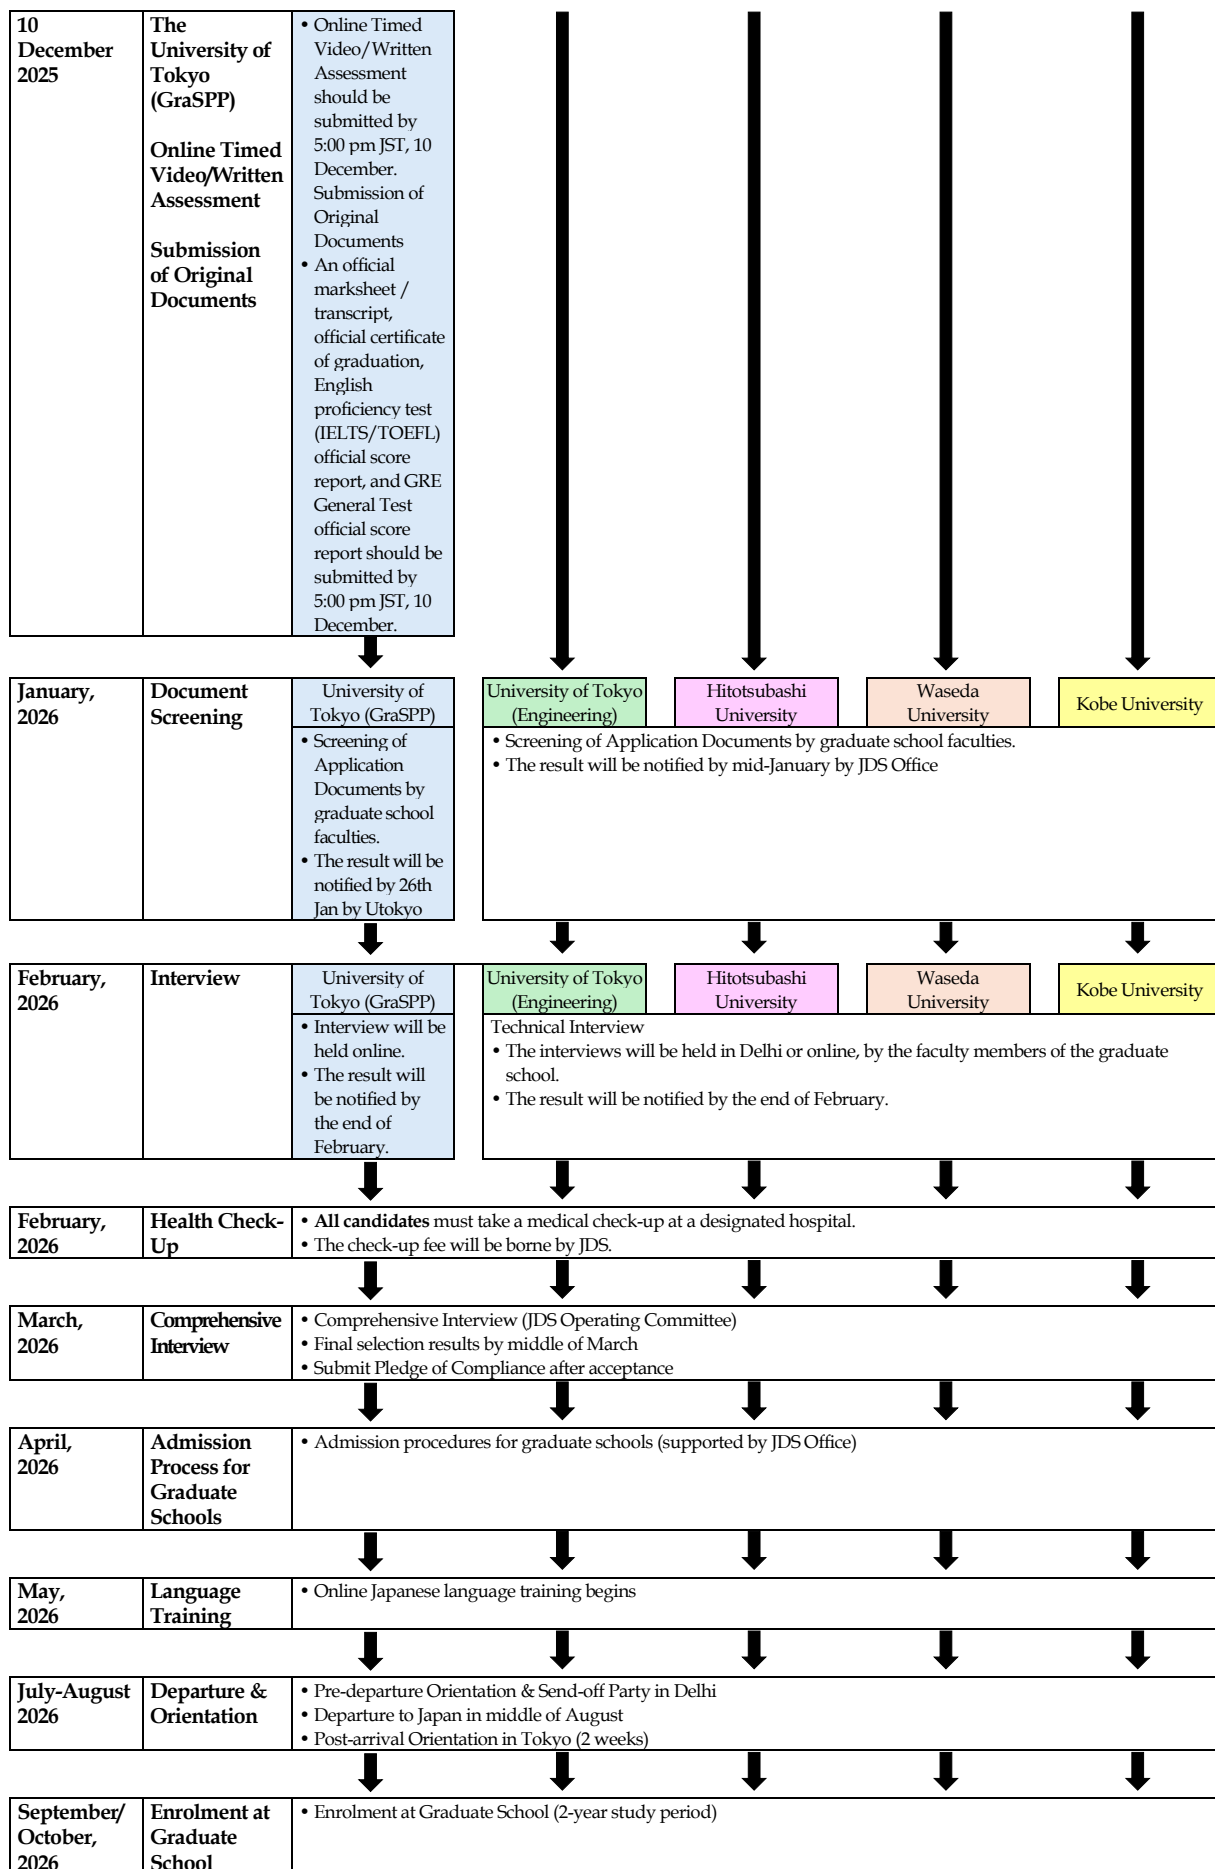 10
December
2025
The
University of
Tokyo
(GraSPP)
Online Timed
Video/Written
Assessment
Submission
of Original
Documents
• Online Timed
Video/Written
Assessment
should be
submitted by
5:00 pm JST, 10
December.
Submission of
Original
Documents
• An official
marksheet /
transcript,
official certificate
of graduation,
English
proficiency test
(IELTS/TOEFL)
official score
report, and GRE
General Test
official score
report should be
submitted by
5:00 pm JST, 10
December.
January,
2026
Document
Screening
University of
Tokyo (GraSPP)
• Screening of
Application
Documents by
graduate school
faculties.
• The result will be
notified by 26th
Jan by Utokyo
University of Tokyo
(Engineering)
Hitotsubashi
University
Waseda
University
Kobe University
• Screening of Application Documents by graduate school faculties.
• The result will be notified by mid-January by JDS Office
February,
2026
Interview
University of
Tokyo (GraSPP)
• Interview will be
held online.
• The result will
be notified by
the end of
February.
University of Tokyo
(Engineering)
Hitotsubashi
University
Waseda
University
Kobe University
Technical Interview
• The interviews will be held in Delhi or online, by the faculty members of the graduate
school.
• The result will be notified by the end of February.
February,
2026
Health Check-
Up
• All candidates must take a medical check-up at a designated hospital.
• The check-up fee will be borne by JDS.
March,
2026
Comprehensive
Interview
• Comprehensive Interview (JDS Operating Committee)
• Final selection results by middle of March
• Submit Pledge of Compliance after acceptance
April,
2026
Admission
Process for
Graduate
Schools
• Admission procedures for graduate schools (supported by JDS Office)
May,
2026
Language
Training
• Online Japanese language training begins
July-August
2026
Departure &
Orientation
• Pre-departure Orientation & Send-off Party in Delhi
• Departure to Japan in middle of August
• Post-arrival Orientation in Tokyo (2 weeks)
September/
October,
2026
Enrolment at
Graduate
School
• Enrolment at Graduate School (2-year study period)